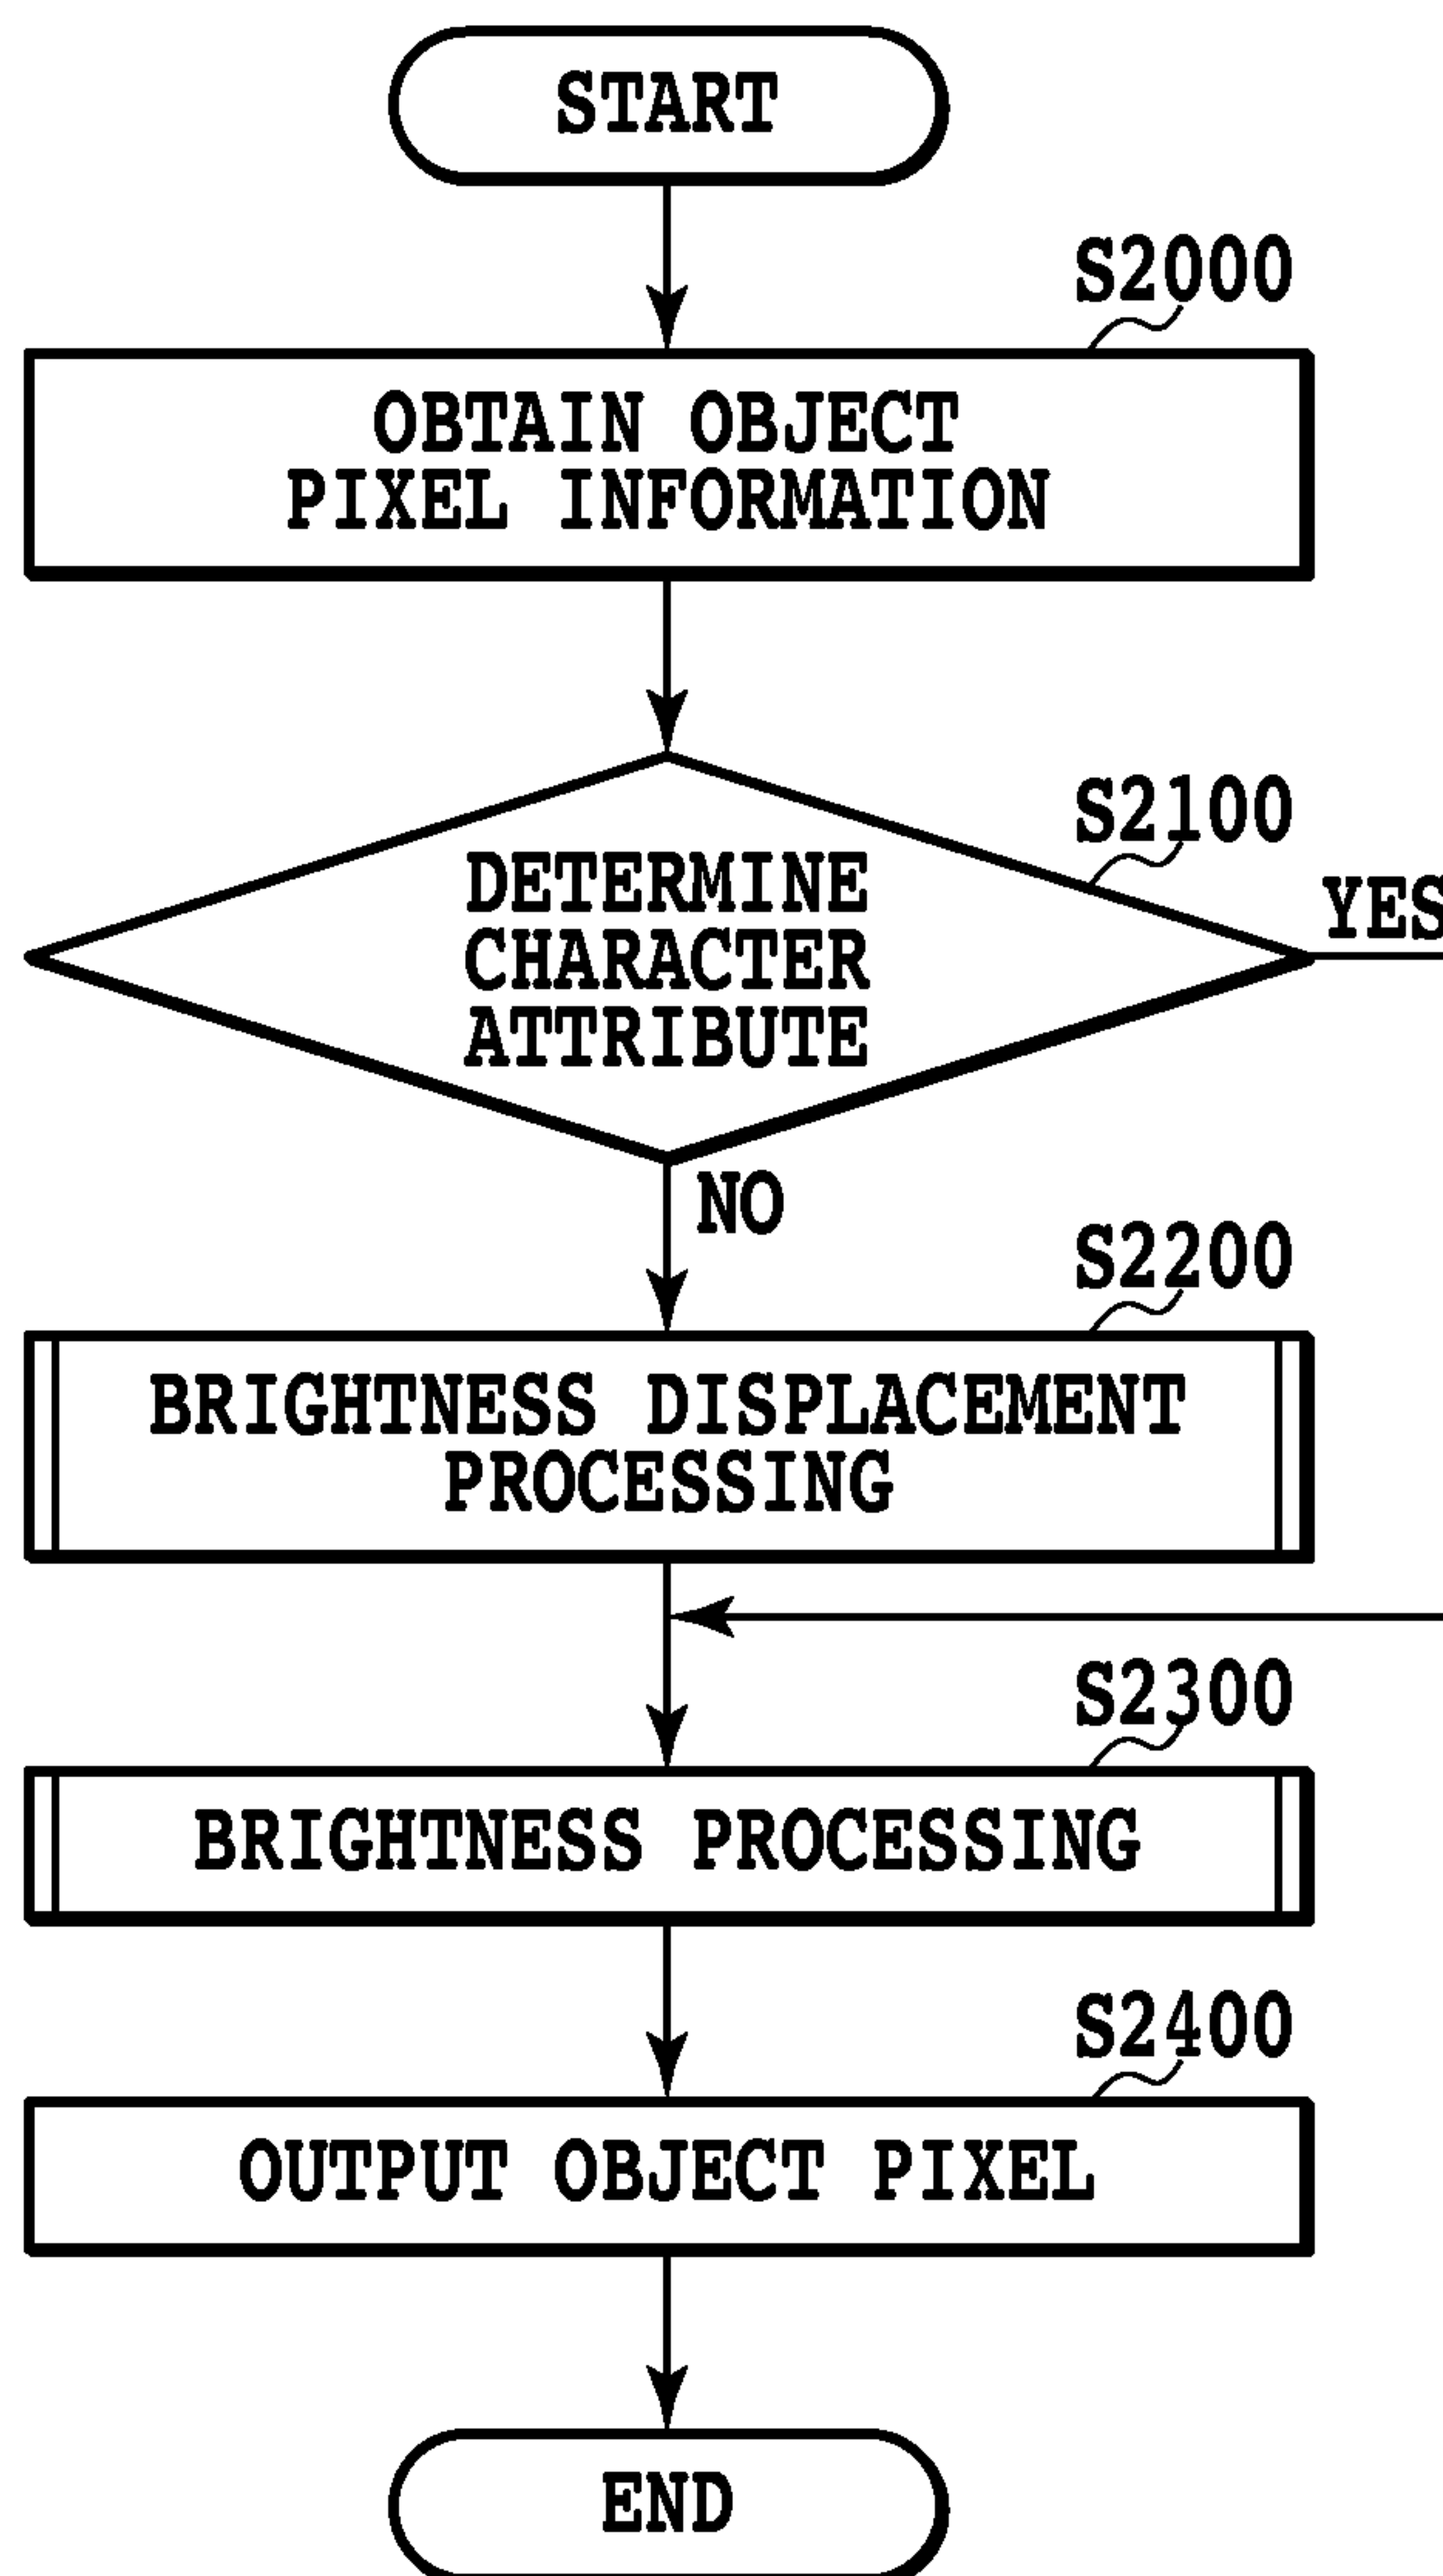 START
S2000
OBTAIN OBJECT
PIXEL INFORMATION
S2100
DETERMINE
CHARACTER
ATTRIBUTE
YES
NO
S2200
BRIGHTNESS DISPLACEMENT
PROCESSING
S2300
BRIGHTNESS PROCESSING
S2400
OUTPUT OBJECT PIXEL
END